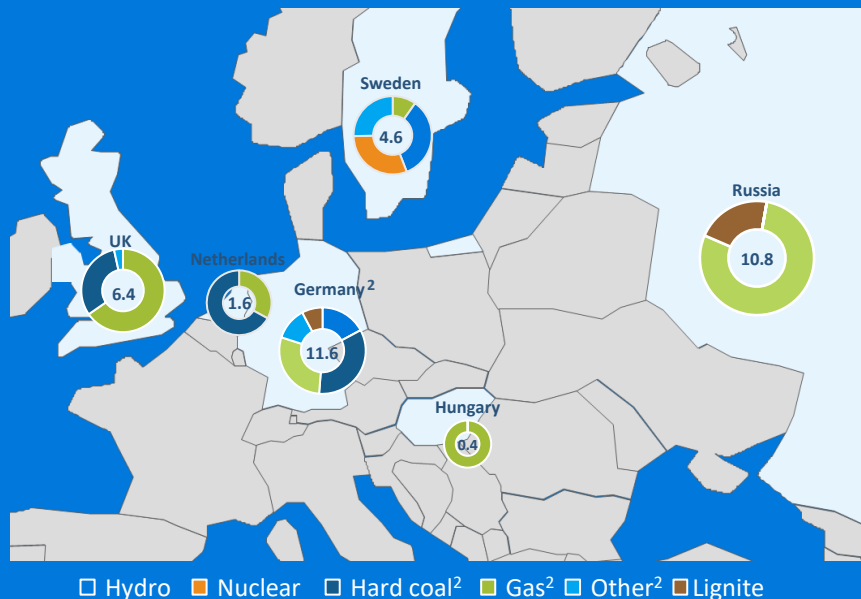 Sweden
4.6
Russia
10.8
UK
6.4
Netherlands
1.6
Germany²
11.6
Hungary
0.4
Hydro Nuclear Hard coal² Gas² Other² Lignite